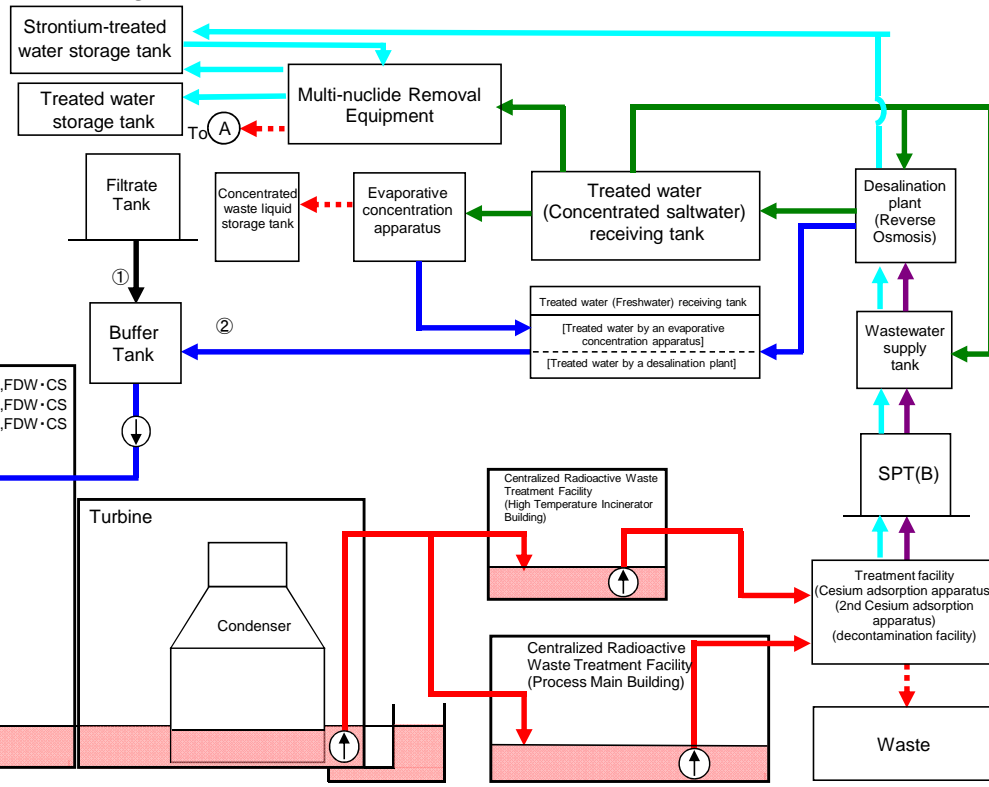 Strontium-treated
water storage tank
Treated water
storage tank
Multi-nuclide Removal
Equipment
To A
Filtrate
Tank
Concentrated
waste liquid
storage tank
Evaporative
concentration
apparatus
Treated water
(Concentrated saltwater)
receiving tank
Desalination
plant
(Reverse
Osmosis)
①
②
Buffer
Tank
Treated water (Freshwater) receiving tank
[Treated water by an evaporative
concentration apparatus]
[Treated water by a desalination plant]
Wastewater
supply
tank
,FDW・CS
,FDW・CS
,FDW・CS
SPT(B)
Turbine
Condenser
Centralized Radioactive Waste
Treatment Facility
(High Temperature Incinerator
Building)
Centralized Radioactive
Waste Treatment Facility
(Process Main Building)
Treatment facility
(Cesium adsorption apparatus
(2nd Cesium adsorption
apparatus)
(decontamination facility)
Waste